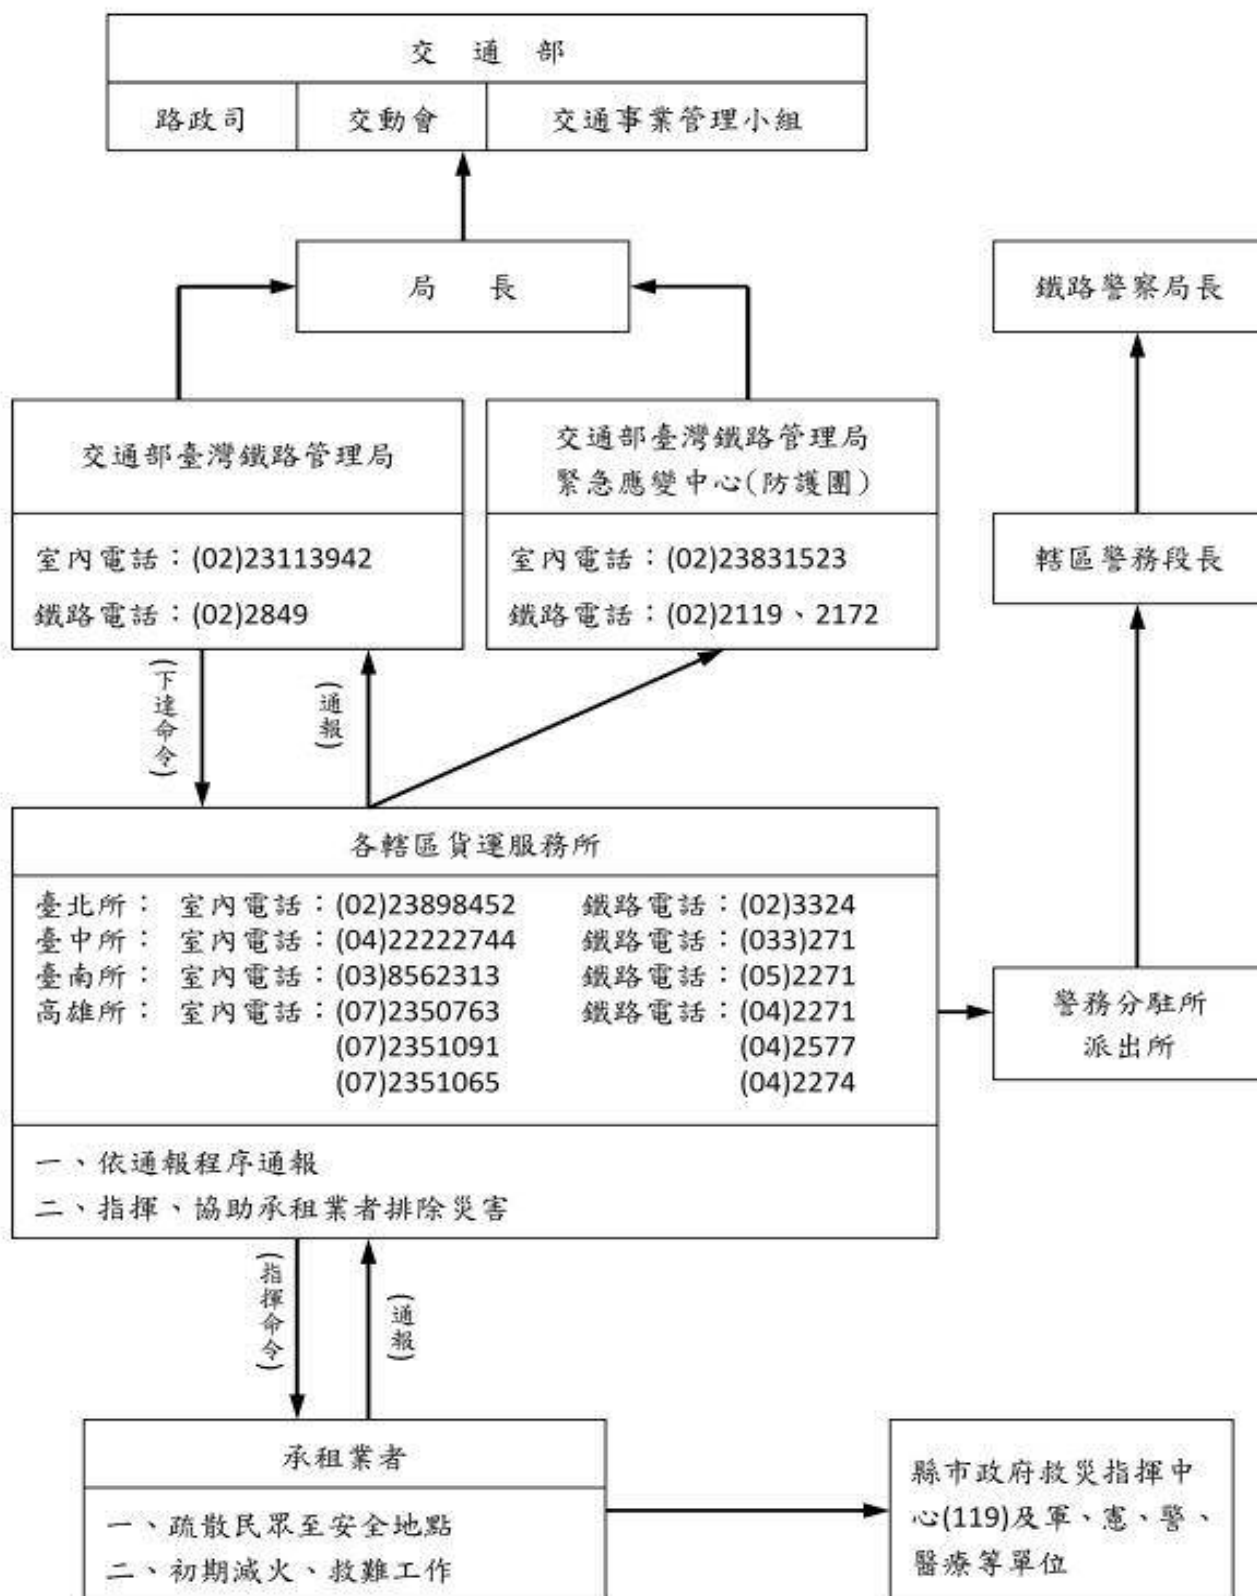 交通部
路政司 交動會 交通事業管理小組
局長
鐵路警察局長
交通部臺灣鐵路管理局
室內電話：(02)23113942
鐵路電話：(02)2849
交通部臺灣鐵路管理局
緊急應變中心(防護團)
室內電話：(02)23831523
鐵路電話：(02)2119、2172
轄區警務段長
(下達命令)
(通報)
各轄區貨運服務所
臺北所： 室內電話：(02)23898452 鐵路電話：(02)3324
臺中所： 室內電話：(04)22222744 鐵路電話：(033)271
臺南所： 室內電話：(03)8562313 鐵路電話：(05)2271
高雄所： 室內電話：(07)2350763 鐵路電話：(04)2271
(07)2351091 (04)2577
(07)2351065 (04)2274
一、依通報程序通報
二、指揮、協助承租業者排除災害
警務分駐所
派出所
(指揮命令)
(通報)
承租業者
一、疏散民眾至安全地點
二、初期滅火、救難工作
縣市政府救災指揮中
心(119)及軍、憲、警、
醫療等單位